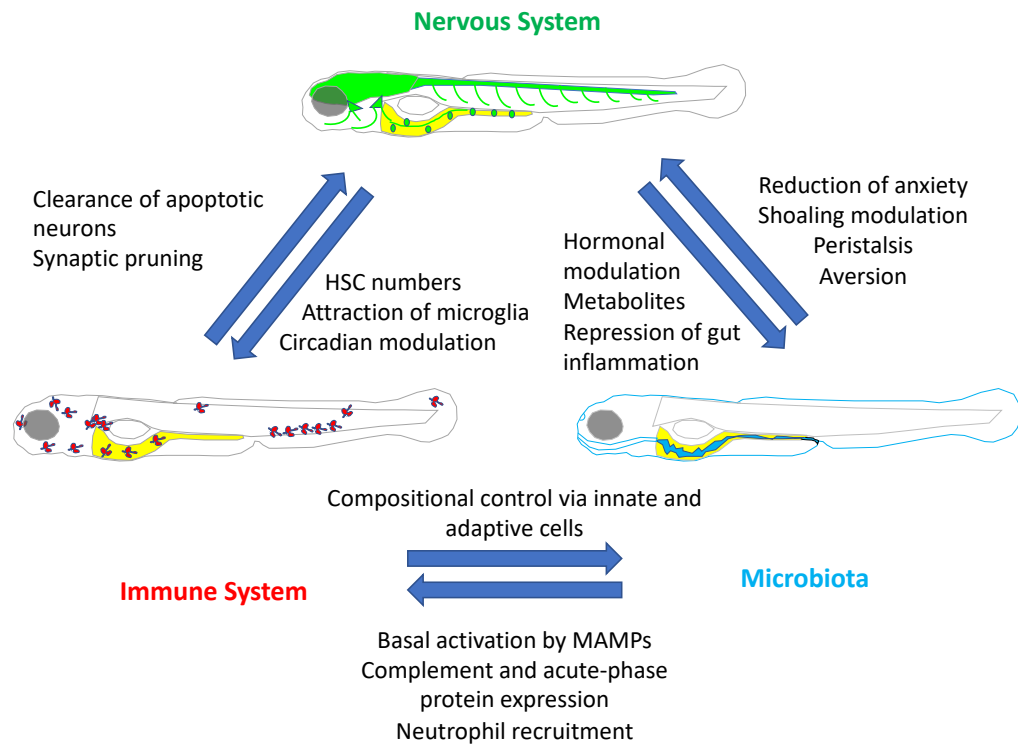 Nervous System
Clearance of apoptotic
neurons
Synaptic pruning
HSC numbers
Attraction of microglia
Circadian modulation
Hormonal
modulation
Metabolites
Repression of gut
inflammation
Reduction of anxiety
Shoaling modulation
Peristalsis
Aversion
Compositional control via innate and
adaptive cells
Immune System
Microbiota
Basal activation by MAMPs
Complement and acute-phase
protein expression
Neutrophil recruitment